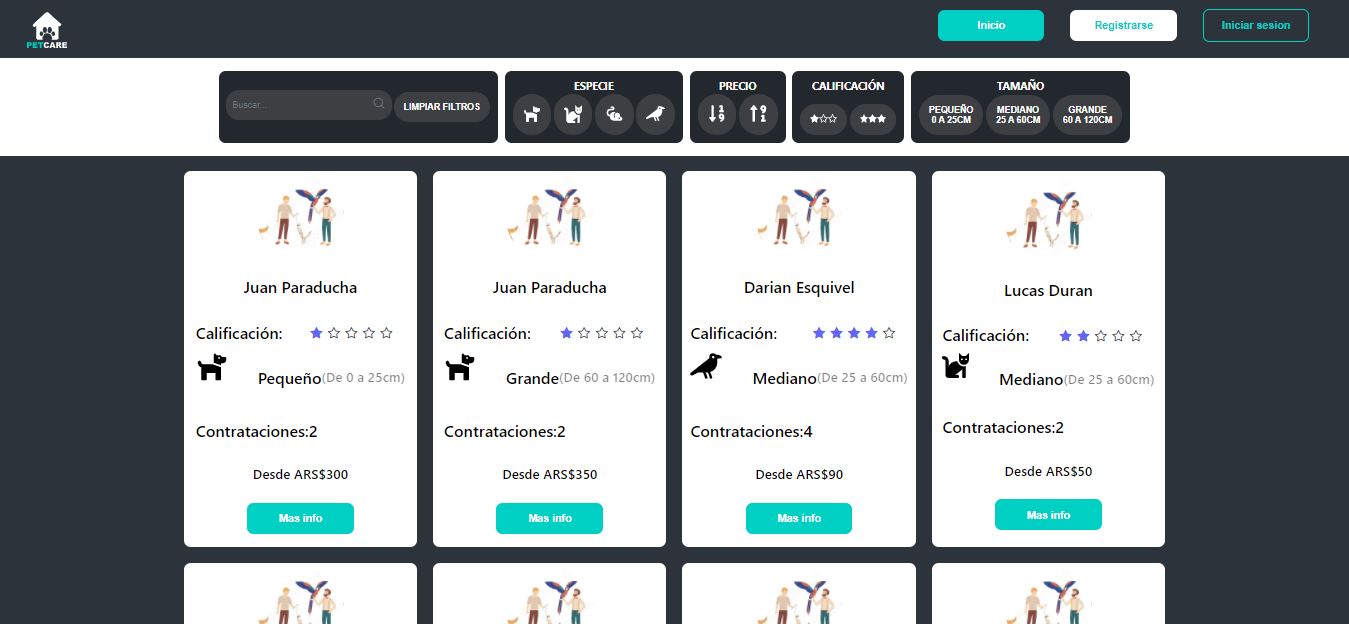 PETCARE
Inicio
Registrarse
Iniciar sesion
Buscar...
LIMPIAR FILTROS
ESPECIE
PRECIO
1
9
9
1
CALIFICACIÓN
TAMAÑO
PEQUEÑO
0 A 25CM
MEDIANO
25 A 60CM
GRANDE
60 A 120CM
Juan Paraducha
Calificación:
Pequeño(De 0 a 25cm)
Contrataciones:2
Desde ARS$300
Mas info
Juan Paraducha
Calificación:
Grande(De 60 a 120cm)
Contrataciones:2
Desde ARS$350
Mas info
Darian Esquivel
Calificación:
Mediano(De 25 a 60cm)
Contrataciones:4
Desde ARS$90
Mas info
Lucas Duran
Calificación:
Mediano(De 25 a 60cm)
Contrataciones:2
Desde ARS$50
Mas info